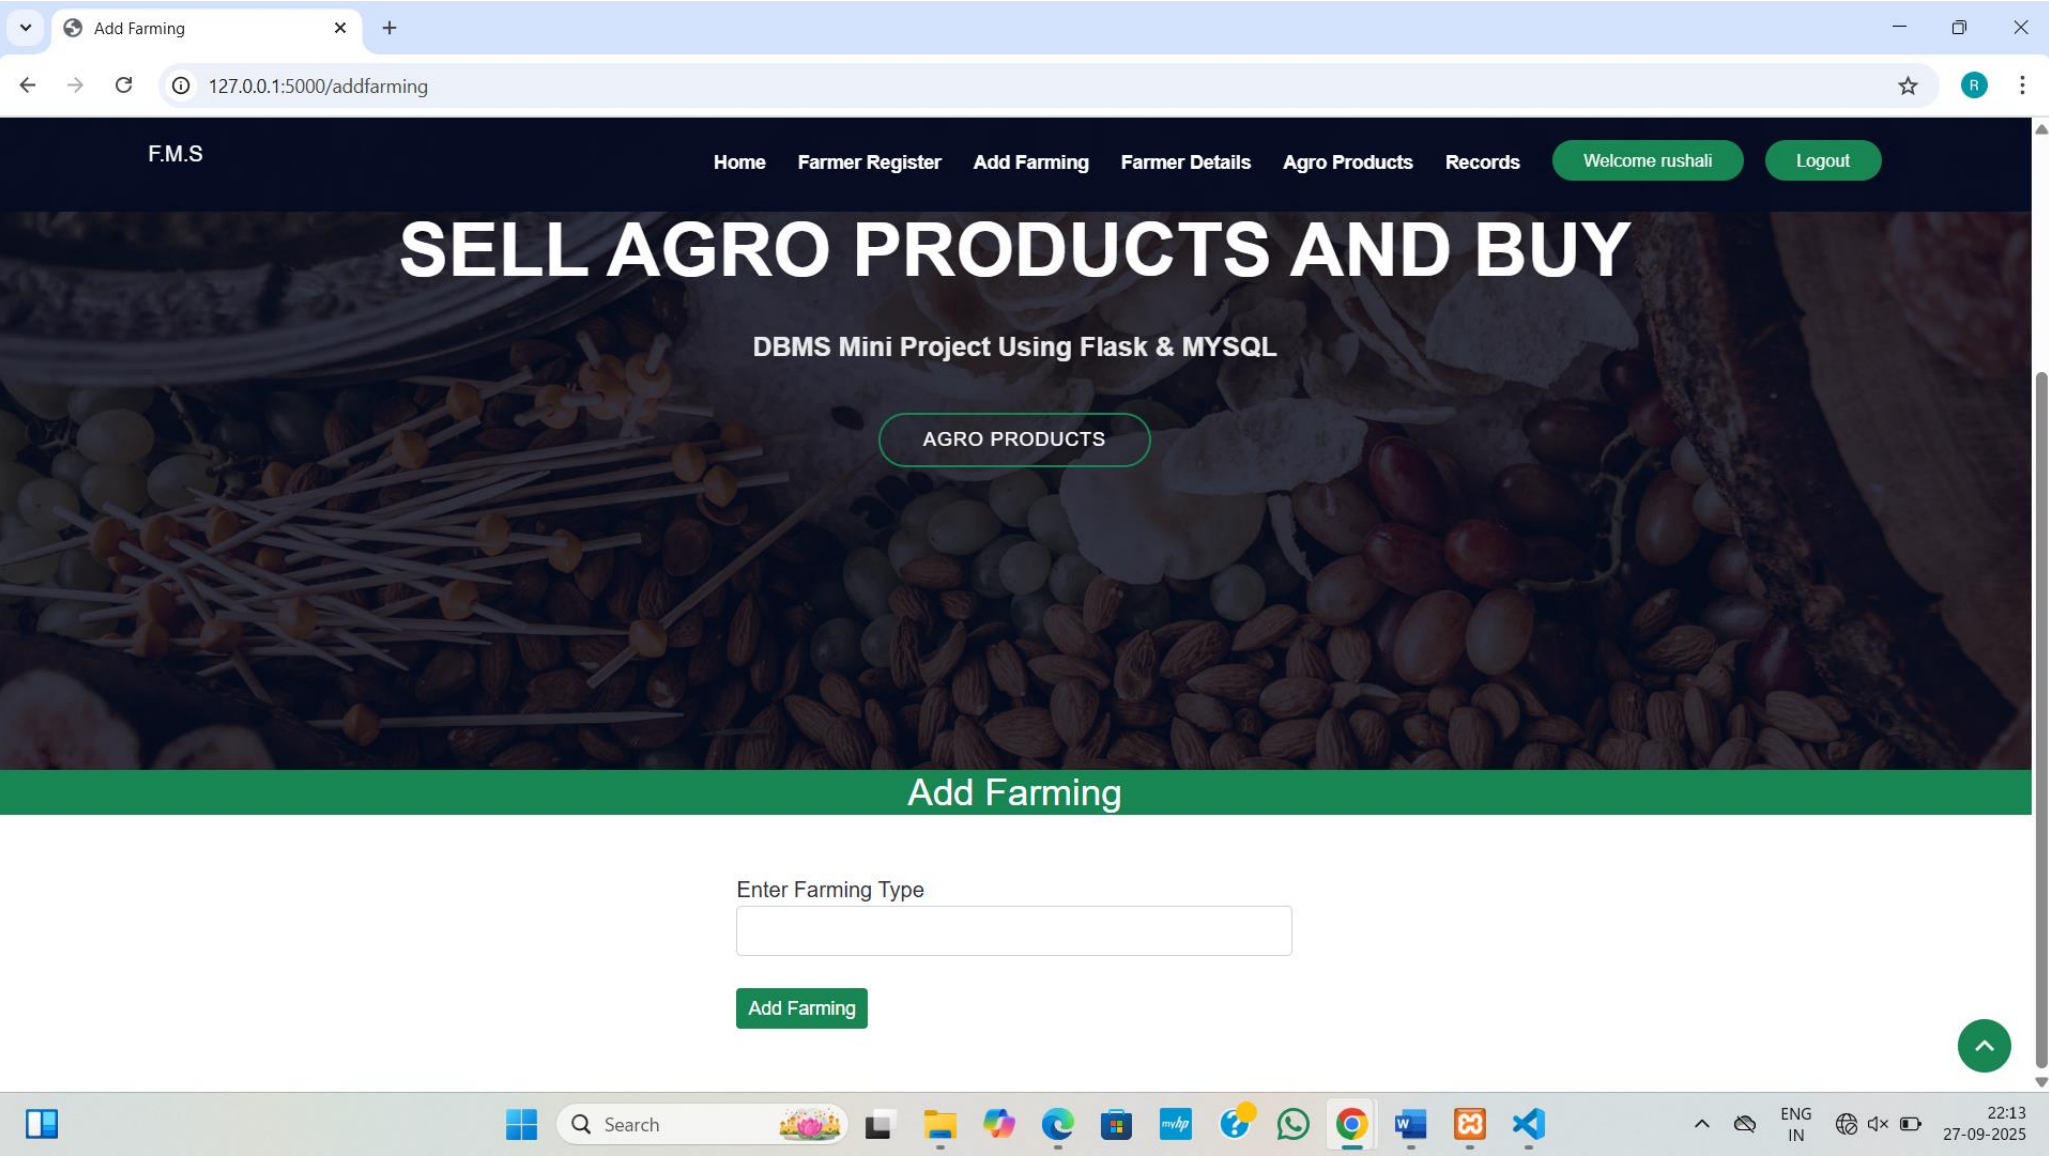 Add Farming
127.0.0.1:5000/addfarming
R
F.M.S
Home Farmer Register Add Farming Farmer Details Agro Products Records Welcome rushali Logout
SELL AGRO PRODUCTS AND BUY
DBMS Mini Project Using Flask & MYSQL
AGRO PRODUCTS
Add Farming
Enter Farming Type
Add Farming
Search
myhp
W
ENG
IN
22:13
27-09-2025